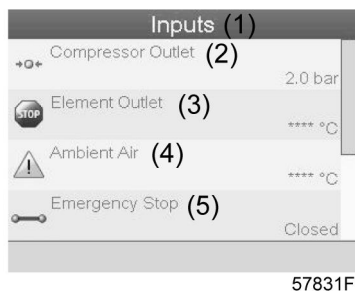 Inputs (1)
Compressor Outlet (2)
2.0 bar
STOP Element Outlet (3)
**** °C
Ambient Air (4)
**** °C
Emergency Stop (5)
Closed
57831F